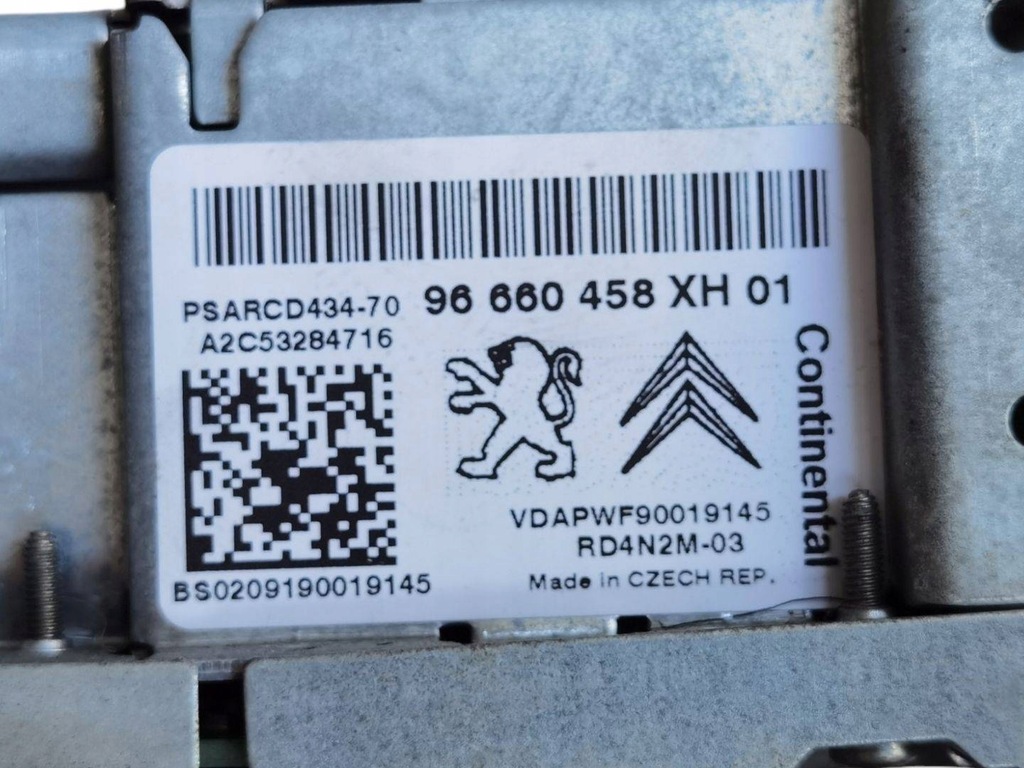 PSARCD434-70
96 660 458 XH 01
A2C53284716
Continental
VDAPWF90019145
RD4N2M-03
Made in CZECH REP.
BS0209190019145